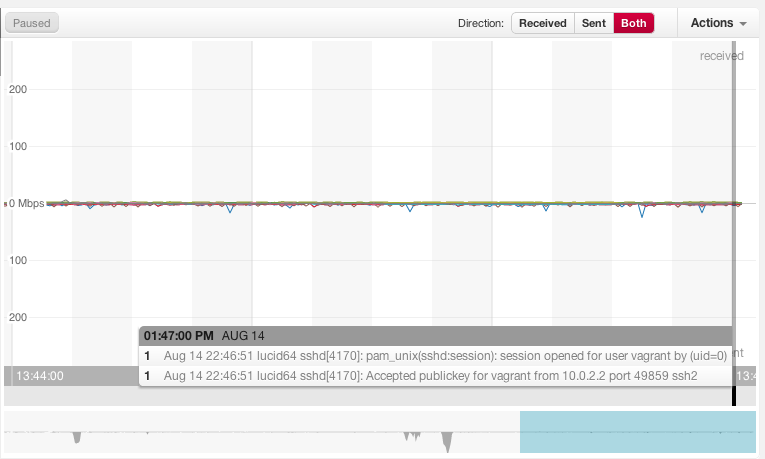 Paused
Direction: Received Sent Both Actions
received
200
100
0 Mbps
100
200
01:47:00 PM AUG 14
1 Aug 14 22:46:51 lucid64 sshd[4170]: pam_unix(sshd:session): session opened for user vagrant by (uid=0)
nt
1 Aug 14 22:46:51 lucid64 sshd[4170]: Accepted publickey for vagrant from 10.0.2.2 port 49859 ssh2
13:44:00
13:4